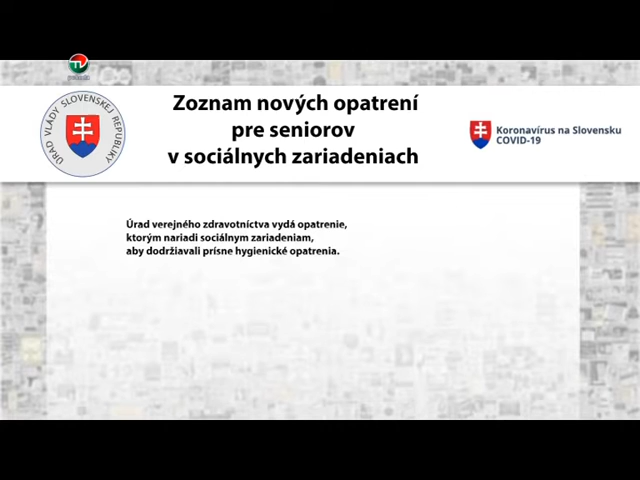 ÚRAD VLÁDY SLOVENSKEJ REPUBLIKY
Zoznam nových opatrení
pre seniorov
v sociálnych zariadeniach
Koronavírus na Slovensku
COVID-19
Úrad verejného zdravotníctva vydá opatrenie,
ktorým nariadi sociálnym zariadeniam,
aby dodržiavali prísne hygienické opatrenia.